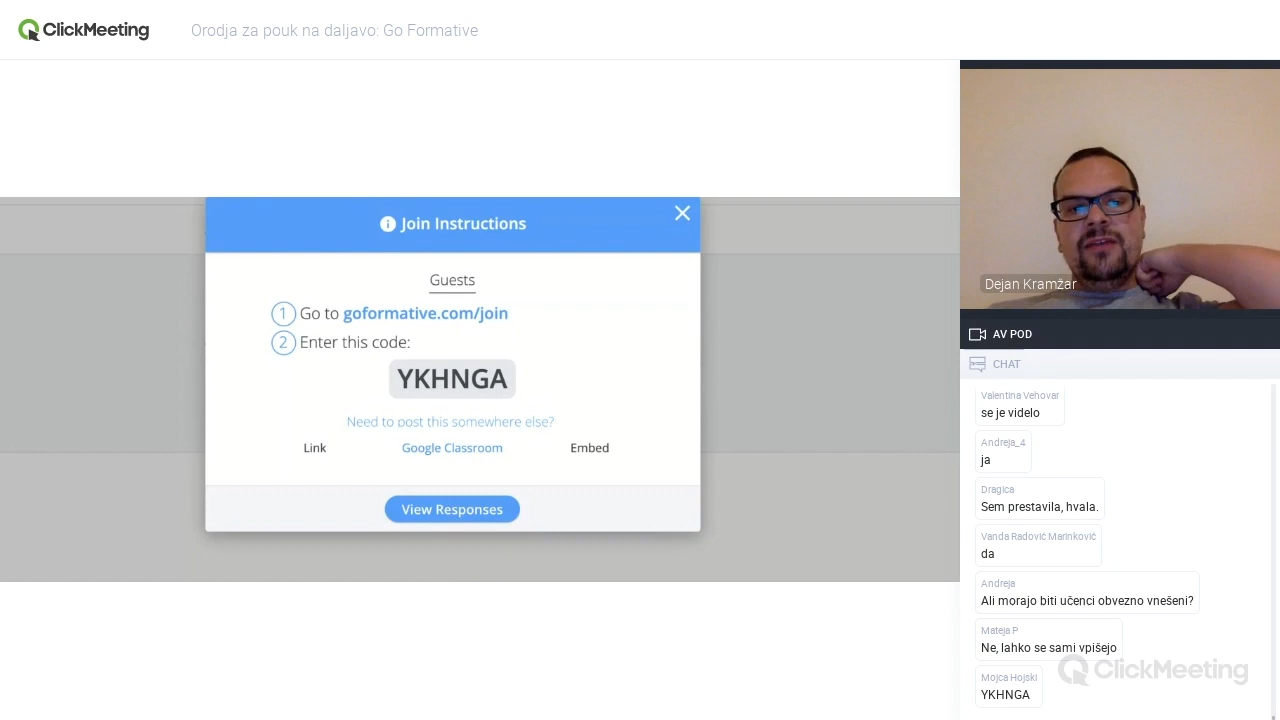 ClickMeeting
Orodja za pouk na daljavo: Go Formative
Join Instructions
Guests
1 Go to goformative.com/join
2 Enter this code:
YKHNGA
Need to post this somewhere else?
Link Google Classroom Embed
View Responses
Dejan Kramžar
AV POD
CHAT
Valentina Vehovar
se je videlo
Andreja_4
ja
Dragica
Sem prestavila, hvala.
Vanda Radovič Marinkovič
da
Andreja
Ali morajo biti učenci obvezno vnešeni?
Mateja P
Ne, lahko se sami vpišejo
Mojca Hojski
YKHNGA
ClickMeeting